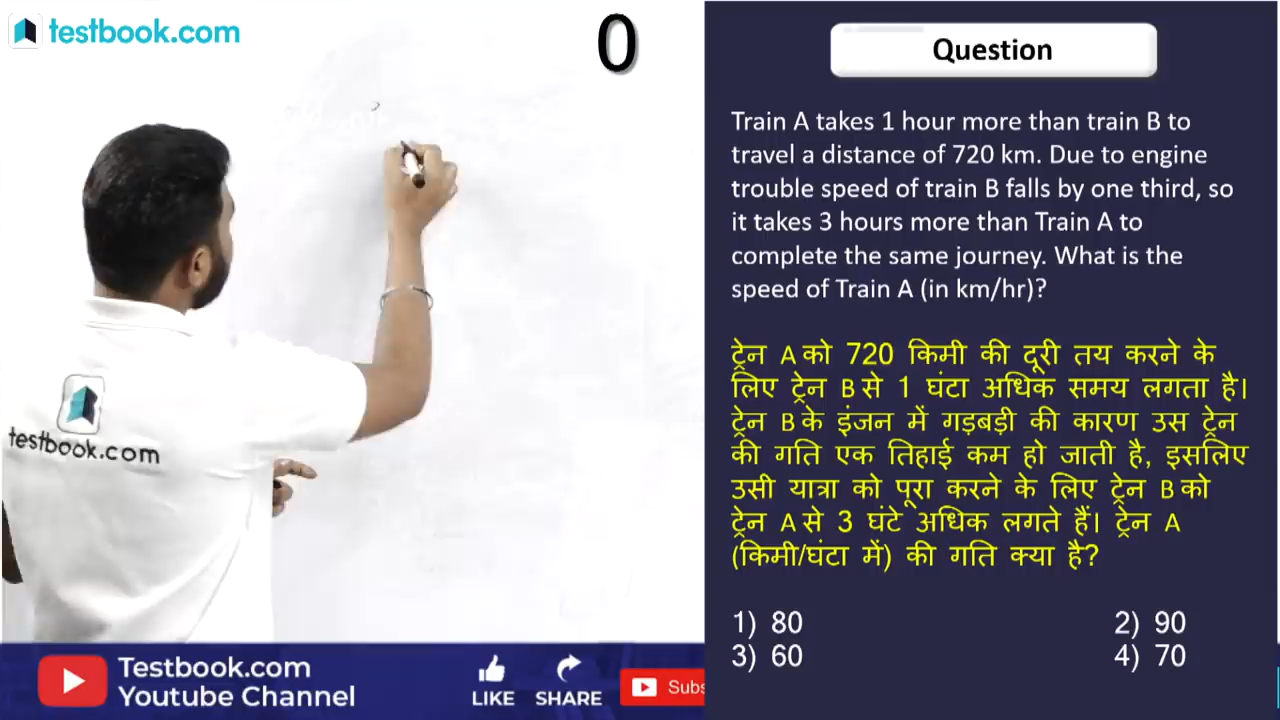 testbook.com
0
Question
Train A takes 1 hour more than train B to
travel a distance of 720 km. Due to engine
trouble speed of train B falls by one third, so
it takes 3 hours more than Train A to
complete the same journey. What is the
speed of Train A (in km/hr)?
ट्रेन A को 720 किमी की दूरी तय करने के
लिए ट्रेन B से 1 घंटा अधिक समय लगता है।
ट्रेन B के इंजन में गड़बड़ी की कारण उस ट्रेन
की गति एक तिहाई कम हो जाती है, इसलिए
उसी यात्रा को पूरा करने के लिए ट्रेन B को
ट्रेन A से 3 घंटे अधिक लगते हैं। ट्रेन A
(किमी/घंटा में) की गति क्या है?
1) 80 2) 90
3) 60 4) 70
testbook.com
Testbook.com
Youtube Channel
LIKE
SHARE
Subs